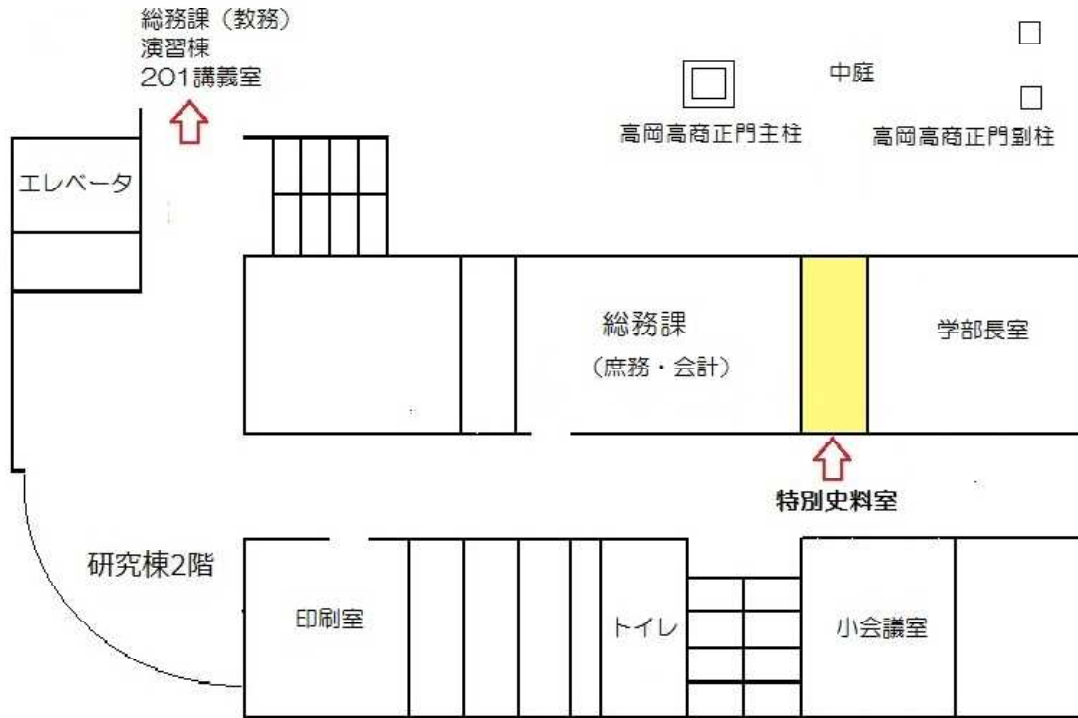 総務課（教務）
演習棟
201講義室
中庭
高岡高商正門主柱
高岡高商正門副柱
エレベータ
総務課
（庶務・会計）
学部長室
特別史料室
研究棟2階
印刷室
トイレ
小会議室